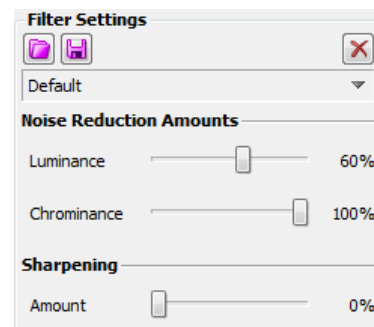 Filter Settings
Default
Noise Reduction Amounts
Luminance 60%
Chrominance 100%
Sharpening
Amount 0%